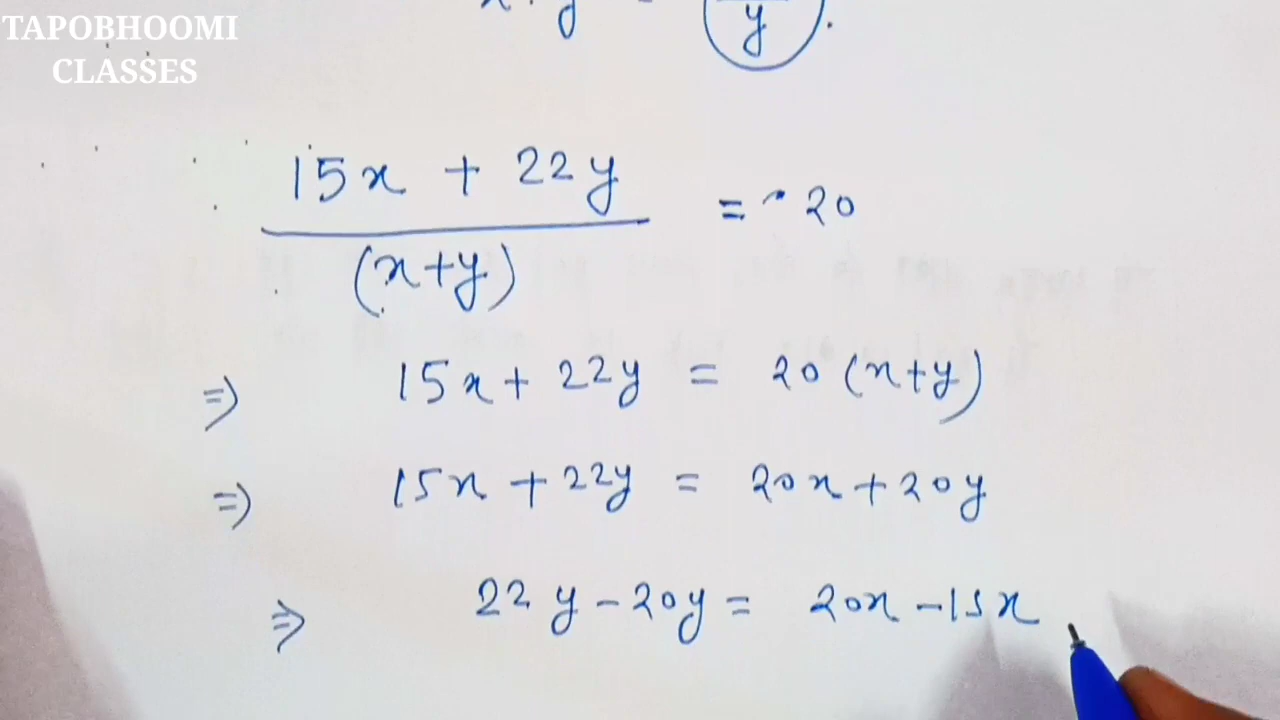 TAPOBHOOMI
CLASSES
y
y
15x + 22y
(x+y)
= 20
⇒ 15x + 22y = 20 (x+y)
⇒ 15x + 22y = 20x + 20y
⇒ 22y - 20y = 20x - 15x